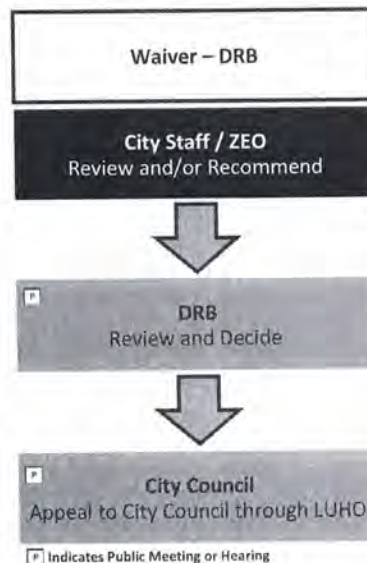 Waiver – DRB
City Staff / ZEO
Review and/or Recommend
P
DRB
Review and Decide
P
City Council
Appeal to City Council through LUHO
P Indicates Public Meeting or Hearing